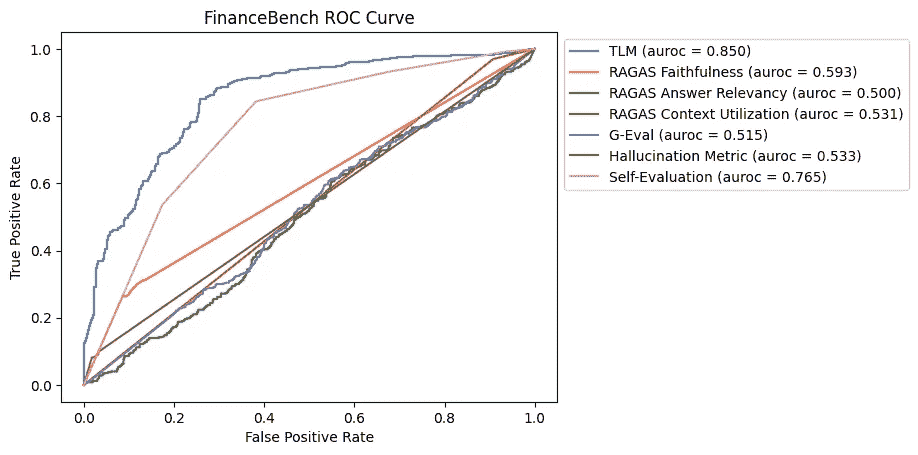 FinanceBench ROC Curve
TLM (auroc = 0.850)
RAGAS Faithfulness (auroc = 0.593)
RAGAS Answer Relevancy (auroc = 0.500)
RAGAS Context Utilization (auroc = 0.531)
G-Eval (auroc = 0.515)
Hallucination Metric (auroc = 0.533)
Self-Evaluation (auroc = 0.765)
True Positive Rate
1.0
0.8
0.6
0.4
0.2
0.0
0.0 0.2 0.4 0.6 0.8 1.0
False Positive Rate